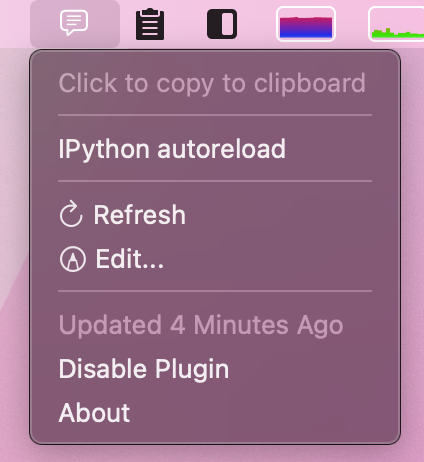 Click to copy to clipboard
IPython autoreload
Refresh
Edit...
Updated 4 Minutes Ago
Disable Plugin
About